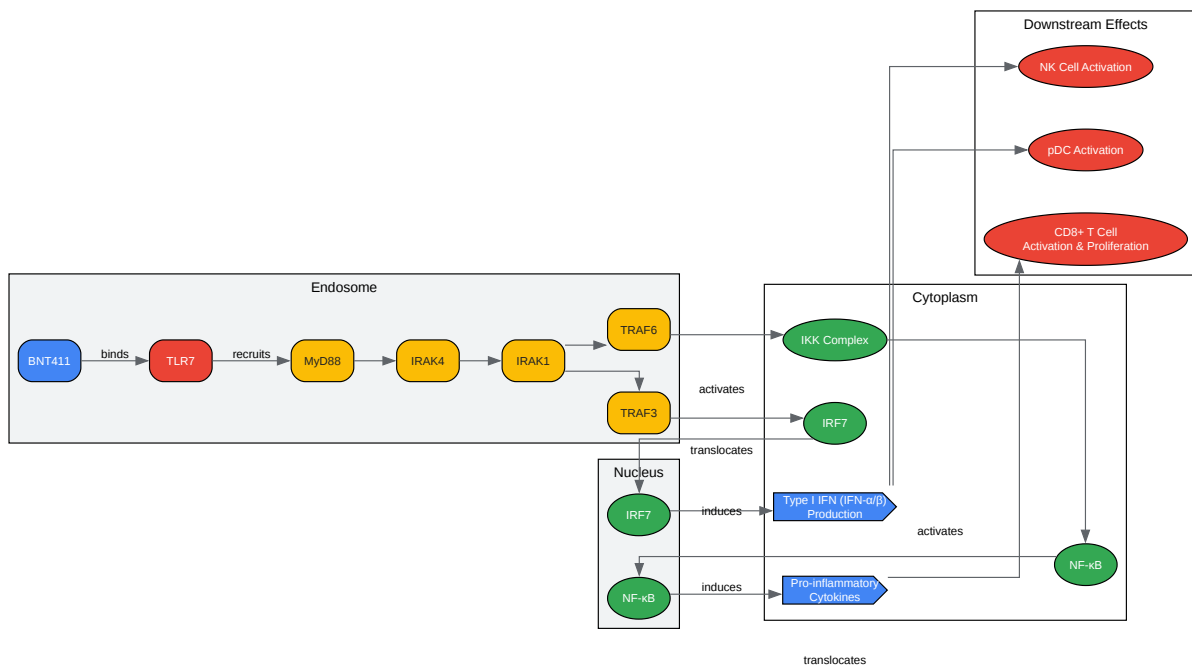 Downstream Effects
NK Cell Activation
pDC Activation
CD8+ T Cell
Activation & Proliferation
Endosome
BNT411
binds
TLR7
recruits
MyD88
IRAK4
IRAK1
TRAF6
TRAF3
activates
translocates
Cytoplasm
IKK Complex
IRF7
Nucleus
IRF7
induces
Type I IFN (IFN-α/β)
Production
activates
NF-κB
NF-κB
induces
Pro-inflammatory
Cytokines
translocates